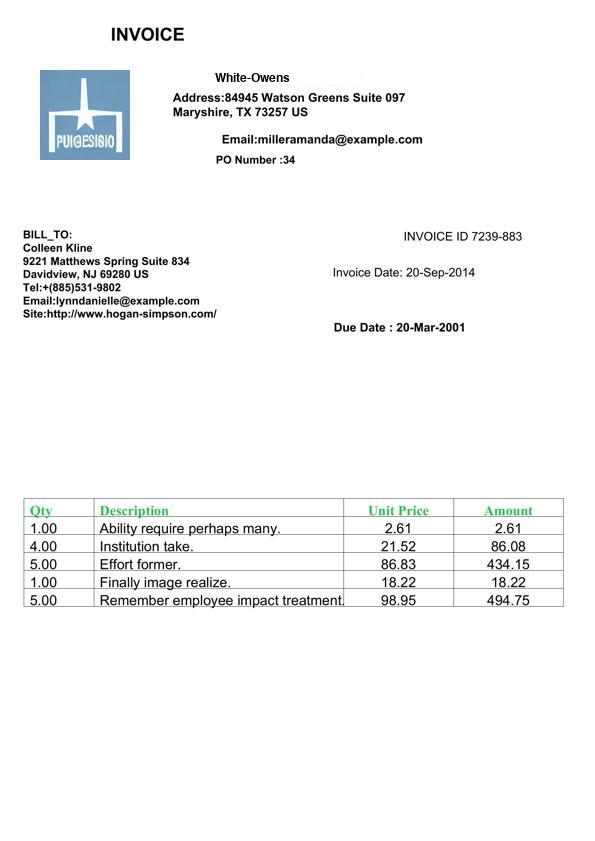 INVOICE
PUIGESISIO
White-Owens
Address:84945 Watson Greens Suite 097
Maryshire, TX 73257 US
Email:milleramanda@example.com
PO Number :34
BILL_TO:
Colleen Kline
9221 Matthews Spring Suite 834
Davidview, NJ 69280 US
Tel:+(885)531-9802
Email:lynndanielle@example.com
Site:http://www.hogan-simpson.com/
INVOICE ID 7239-883
Invoice Date: 20-Sep-2014
Due Date : 20-Mar-2001
Qty Description Unit Price Amount
1.00 Ability require perhaps many. 2.61 2.61
4.00 Institution take. 21.52 86.08
5.00 Effort former. 86.83 434.15
1.00 Finally image realize. 18.22 18.22
5.00 Remember employee impact treatment. 98.95 494.75